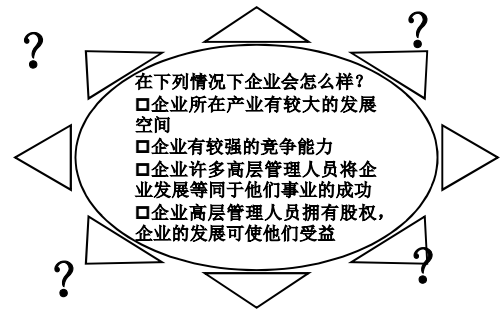 ?
?
在下列情况下企业会怎么样?
□企业所在产业有较大的发展
空间
□企业有较强的竞争能力
□企业许多高层管理人员将企
业发展等同于他们事业的成功
□企业高层管理人员拥有股权，
企业的发展可使他们受益
?
?